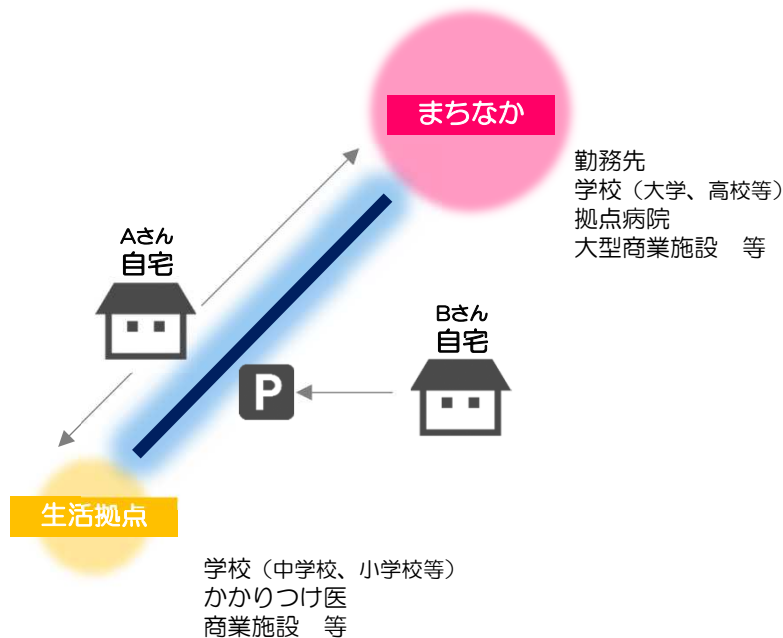 まちなか
勤務先
学校（大学、高校等）
拠点病院
大型商業施設　等
Aさん
自宅
Bさん
自宅
P
生活拠点
学校（中学校、小学校等）
かかりつけ医
商業施設　等